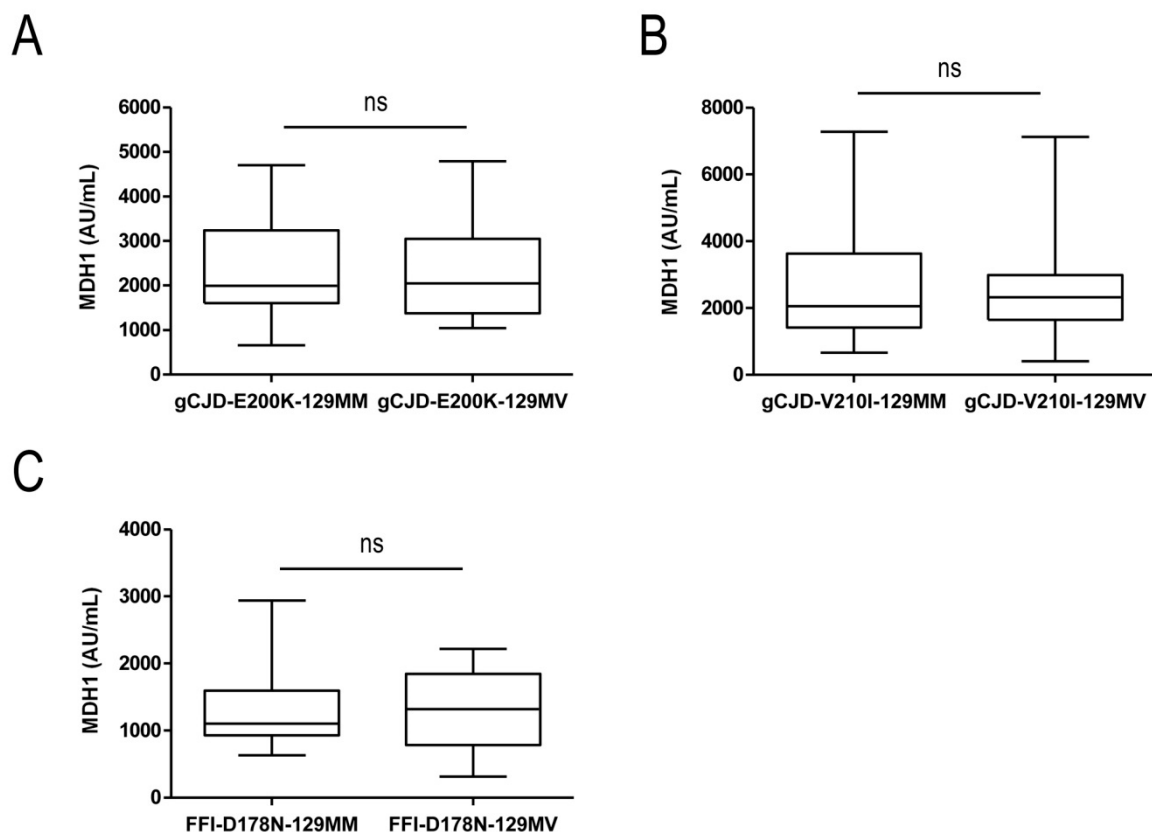 A
ns
6000
5000
4000
3000
2000
1000
0
MDH1 (AU/mL)
gCJD-E200K-129MM gCJD-E200K-129MV
B
ns
8000
6000
4000
2000
0
MDH1 (AU/mL)
gCJD-V210I-129MM gCJD-V210I-129MV
C
ns
4000
3000
2000
1000
0
MDH1 (AU/mL)
FFI-D178N-129MM FFI-D178N-129MV